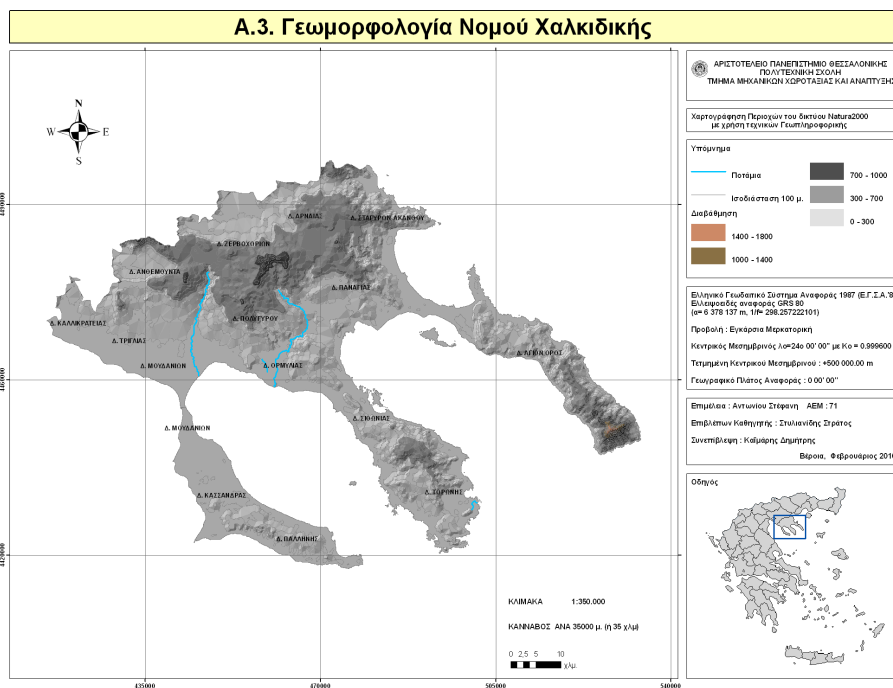 Α.3. Γεωμορφολογία Νομού Χαλκιδικής
ΑΡΙΣΤΟΤΕΛΕΙΟ ΠΑΝΕΠΙΣΤΗΜΙΟ ΘΕΣΣΑΛΟΝΙΚΗΣ
ΠΟΛΥΤΕΧΝΙΚΗ ΣΧΟΛΗ
ΤΜΗΜΑ ΜΗΧΑΝΙΚΩΝ ΧΩΡΟΤΑΞΙΑΣ ΚΑΙ ΑΝΑΠΤΥΞΗΣ
Χαρτογράφηση Περιοχών του δικτύου Natura2000
με χρήση τεχνικών Γεωπληροφορικής
Υπόμνημα
Ποτάμια
Ισοδιάσταση 100 μ.
Διαβάθμηση
1400 - 1800
1000 - 1400
700 - 1000
300 - 700
0 - 300
Ελληνικό Γεωδαιτικό Σύστημα Αναφοράς 1987 (Ε.Γ.Σ.Α.'8
Ελλειψοειδές αναφοράς GRS 80
(α= 6 378 137 m, 1/f= 298.257222101)
Προβολή : Εγκάρσια Μερκατορική
Κεντρικός Μεσημβρινός λο=24ο 00' 00" με Κο = 0.999600
Τετμημένη Κεντρικού Μεσημβρινού : +500 000.00 m
Γεωγραφικό Πλάτος Αναφοράς : 0 00' 00"
Επιμέλεια : Αντωνίου Στέφανη ΑΕΜ : 71
Επιβλέπων Καθηγητής : Στυλιανίδης Στράτος
Συνεπίβλεψη : Καϊμάρης Δημήτρης
Βέροια, Φεβρουάριος 201
Οδηγός
N
W E
S
Δ. ΑΡΝΑΙΑΣ
Δ. ΣΤΑΓΙΡΩΝ ΑΚΑΝΘΟΥ
Δ. ΖΕΡΒΟΧΩΡΙΩΝ
Δ. ΑΝΘΕΜΟΥΝΤΑ
Δ. ΠΑΝΑΓΙΑΣ
Δ. ΚΑΛΛΙΚΡΑΤΕΙΑΣ
Δ. ΠΟΛΥΓΥΡΟΥ
Δ. ΤΡΙΓΛΙΑΣ
Δ. ΑΓΙΟΝ ΟΡΟΣ
Δ. ΜΟΥΔΑΝΙΩΝ
Δ. ΟΡΜΥΛΙΑΣ
Δ. ΣΙΘΩΝΙΑΣ
Δ. ΜΟΥΔΑΝΙΩΝ
Δ. ΚΑΣΣΑΝΔΡΑΣ
Δ. ΤΟΡΩΝΗΣ
Δ. ΠΑΛΛΗΝΗΣ
ΚΛΙΜΑΚΑ 1:350.000
ΚΑΝΝΑΒΟΣ ΑΝΑ 35000 μ. (ή 35 χλμ)
0 2,5 5 10
χλμ.
4490000
4420000
435000 470000 505000 540000